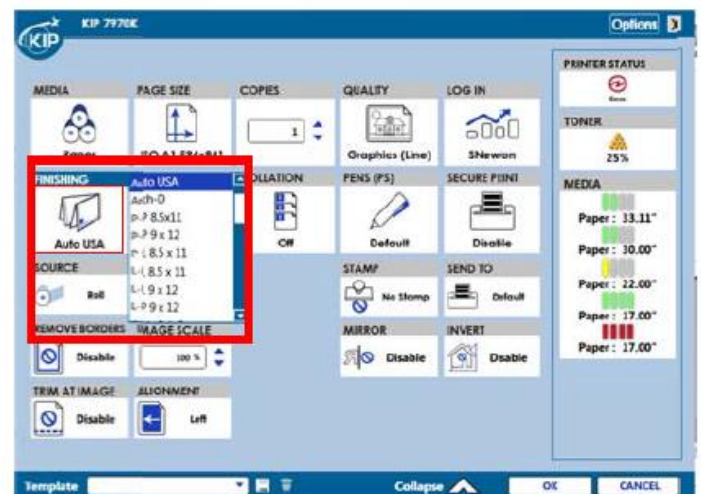 KIP 7970K
Options
KIP
PRINTER STATUS
MEDIA
PAGE SIZE
COPIES
QUALITY
LOG IN
1
Graphics (Line)
SNewon
TONER
25%
FINISHING
Auto USA
Auto USA
8.5x11
9 x 12
8.5 x 11
8.5 x 11
9 x 12
9 x 12
COLLATION
Off
PENS (PS)
Default
SECURE PRINT
Disable
MEDIA
Paper : 33.11"
Paper : 30.00"
Paper : 22.00"
Paper : 17.00"
Paper : 17.00"
SOURCE
Roll
STAMP
No Stamp
SEND TO
Default
REMOVE BORDERS
Disable
IMAGE SCALE
100 %
MIRROR
Disable
INVERT
Disable
TRIM AT IMAGE
Disable
ALIGNMENT
Left
Template
Collapse
OK
CANCEL